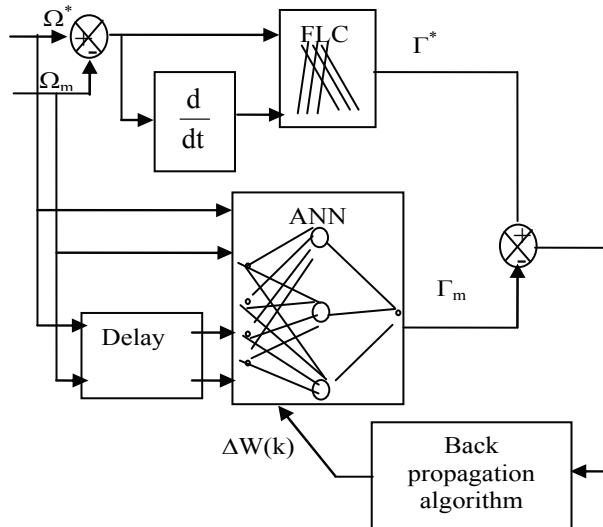 Ω*
+
-
Ωm
d
dt
FLC
Γ*
ANN
+
-
Γm
Delay
ΔW(k)
Back
propagation
algorithm